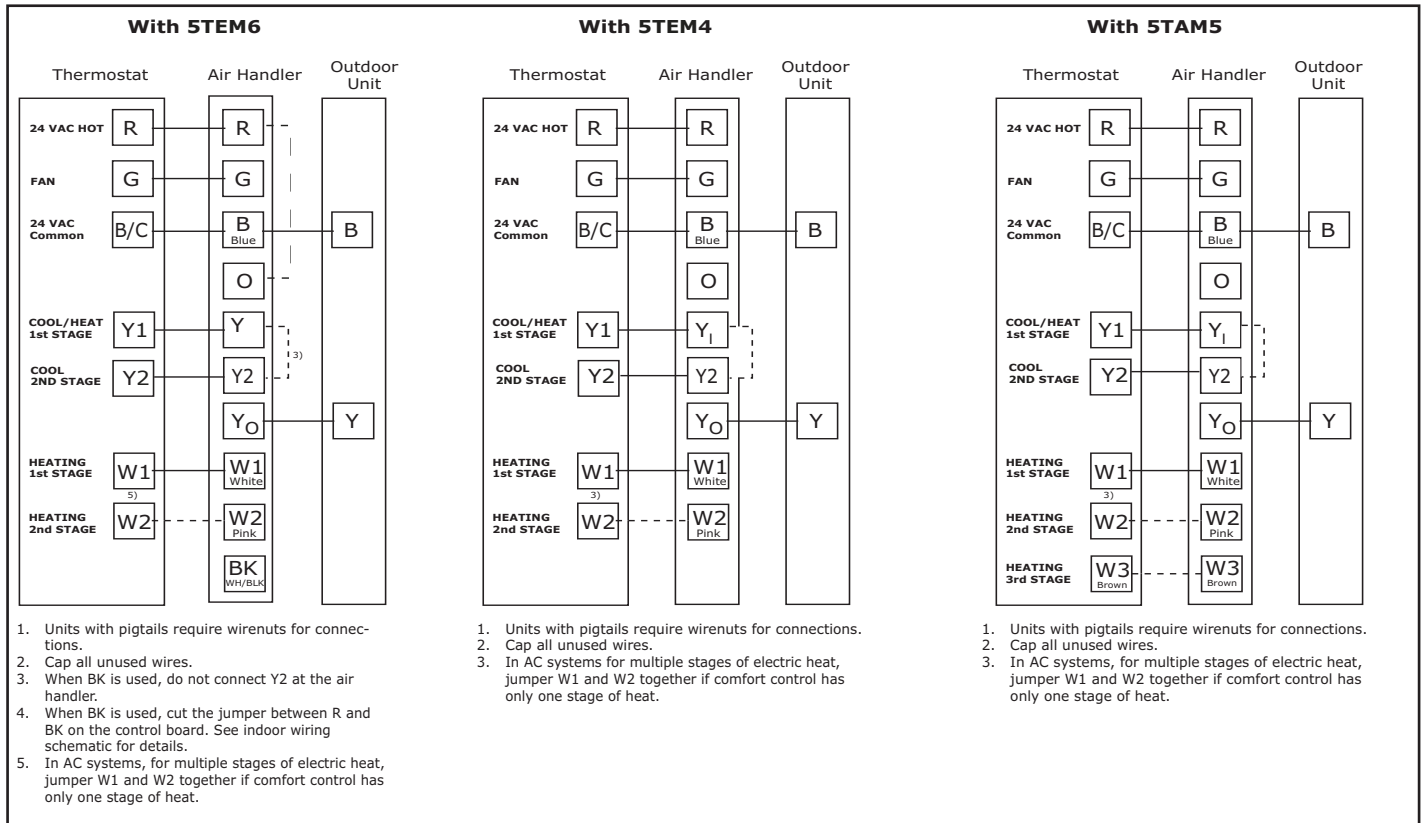 With 5TEM6
Thermostat
Air Handler
Outdoor
Unit
24 VAC HOT
R
R
FAN
G
G
24 VAC
Common
B/C
B
Blue
B
O
COOL/HEAT
1st STAGE
Y1
Y
3)
COOL
2ND STAGE
Y2
Y2
YO
Y
HEATING
1st STAGE
W1
W1
White
5)
HEATING
2nd STAGE
W2
W2
Pink
BK
WH/BLK
1. Units with pigtails require wirenuts for connec-
tions.
2. Cap all unused wires.
3. When BK is used, do not connect Y2 at the air
handler.
4. When BK is used, cut the jumper between R and
BK on the control board. See indoor wiring
schematic for details.
5. In AC systems, for multiple stages of electric heat,
jumper W1 and W2 together if comfort control has
only one stage of heat.
With 5TEM4
Thermostat
Air Handler
Outdoor
Unit
24 VAC HOT
R
R
FAN
G
G
24 VAC
Common
B/C
B
Blue
B
O
COOL/HEAT
1st STAGE
Y1
YI
COOL
2ND STAGE
Y2
Y2
YO
Y
HEATING
1st STAGE
W1
W1
White
3)
HEATING
2nd STAGE
W2
W2
Pink
1. Units with pigtails require wirenuts for connections.
2. Cap all unused wires.
3. In AC systems for multiple stages of electric heat,
jumper W1 and W2 together if comfort control has
only one stage of heat.
With 5TAM5
Thermostat
Air Handler
Outdoor
Unit
24 VAC HOT
R
R
FAN
G
G
24 VAC
Common
B/C
B
Blue
B
O
COOL/HEAT
1st STAGE
Y1
YI
COOL
2ND STAGE
Y2
Y2
YO
Y
HEATING
1st STAGE
W1
W1
White
3)
HEATING
2nd STAGE
W2
W2
Pink
HEATING
3rd STAGE
W3
Brown
W3
Brown
1. Units with pigtails require wirenuts for connections.
2. Cap all unused wires.
3. In AC systems, for multiple stages of electric heat,
jumper W1 and W2 together if comfort control has
only one stage of heat.